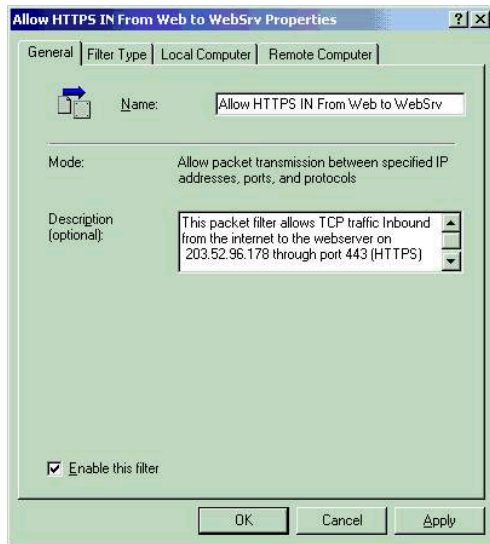 Allow HTTPS IN From Web to WebSrv Properties
General
Filter Type
Local Computer
Remote Computer
Name:
Allow HTTPS IN From Web to WebSrv
Mode:
Allow packet transmission between specified IP
addresses, ports, and protocols
Description
(optional):
This packet filter allows TCP traffic Inbound
from the internet to the webserver on
203.52.96.178 through port 443 (HTTPS)
Enable this filter
OK
Cancel
Apply